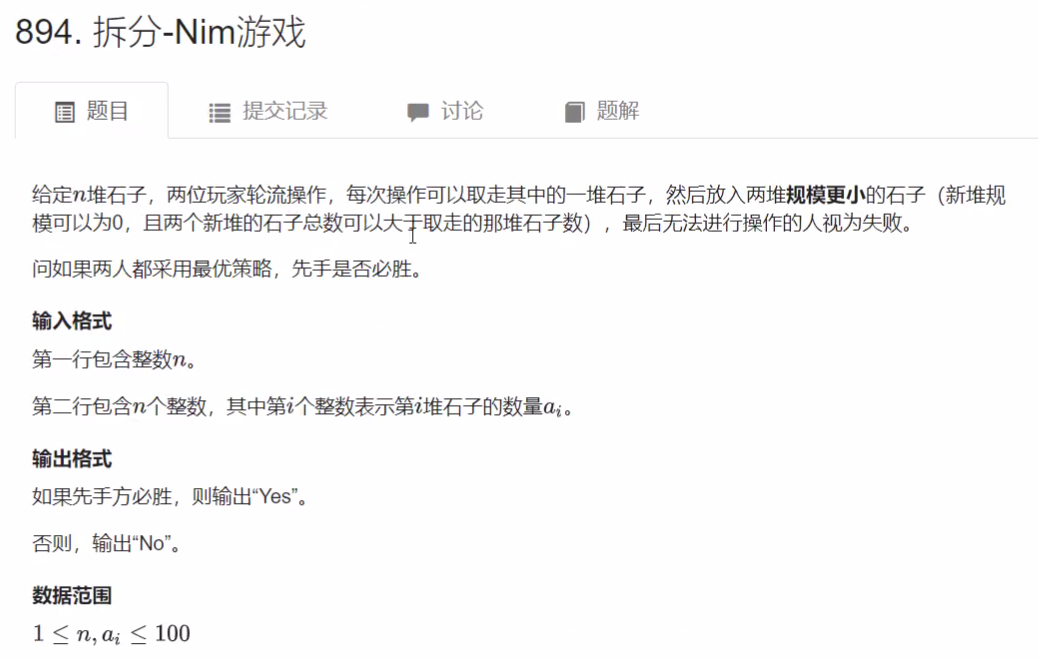 894. 拆分-Nim游戏
题目 提交记录 讨论 题解
给定n堆石子，两位玩家轮流操作，每次操作可以取走其中的一堆石子，然后放入两堆规模更小的石子（新堆规
模可以为0，且两个新堆的石子总数可以大于取走的那堆石子数），最后无法进行操作的人视为失败。
问如果两人都采用最优策略，先手是否必胜。
输入格式
第一行包含整数n。
第二行包含n个整数，其中第i个整数表示第i堆石子的数量aᵢ。
输出格式
如果先手方必胜，则输出“Yes”。
否则，输出“No”。
数据范围
1 ≤ n, aᵢ ≤ 100